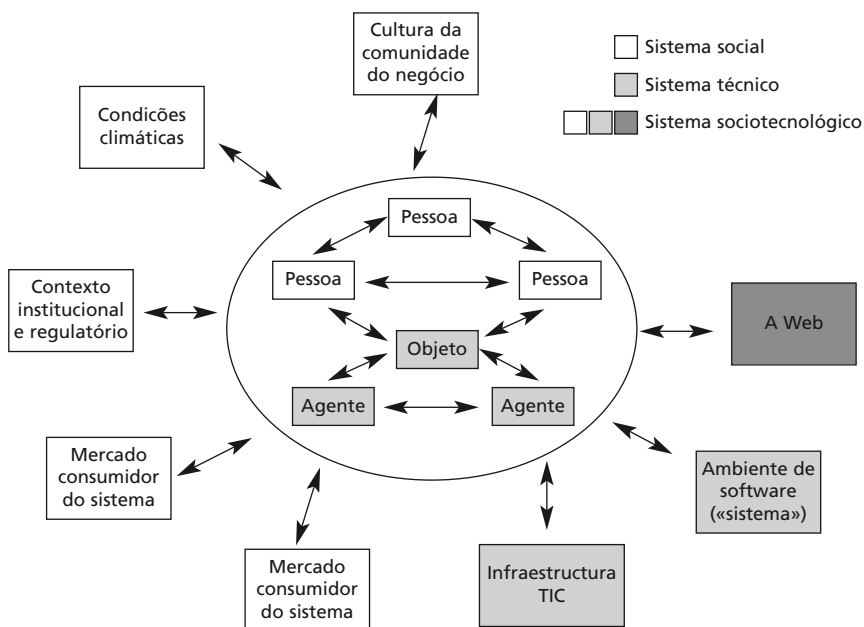 Cultura da
comunidade
do negócio
Sistema social
Sistema técnico
Sistema sociotecnológico
Condicões
climáticas
Pessoa
Pessoa
Pessoa
Contexto
institucional
e regulatório
A Web
Objeto
Agente
Agente
Mercado
consumidor
do sistema
Ambiente de
software
(«sistema»)
Mercado
consumidor
do sistema
Infraestructura
TIC